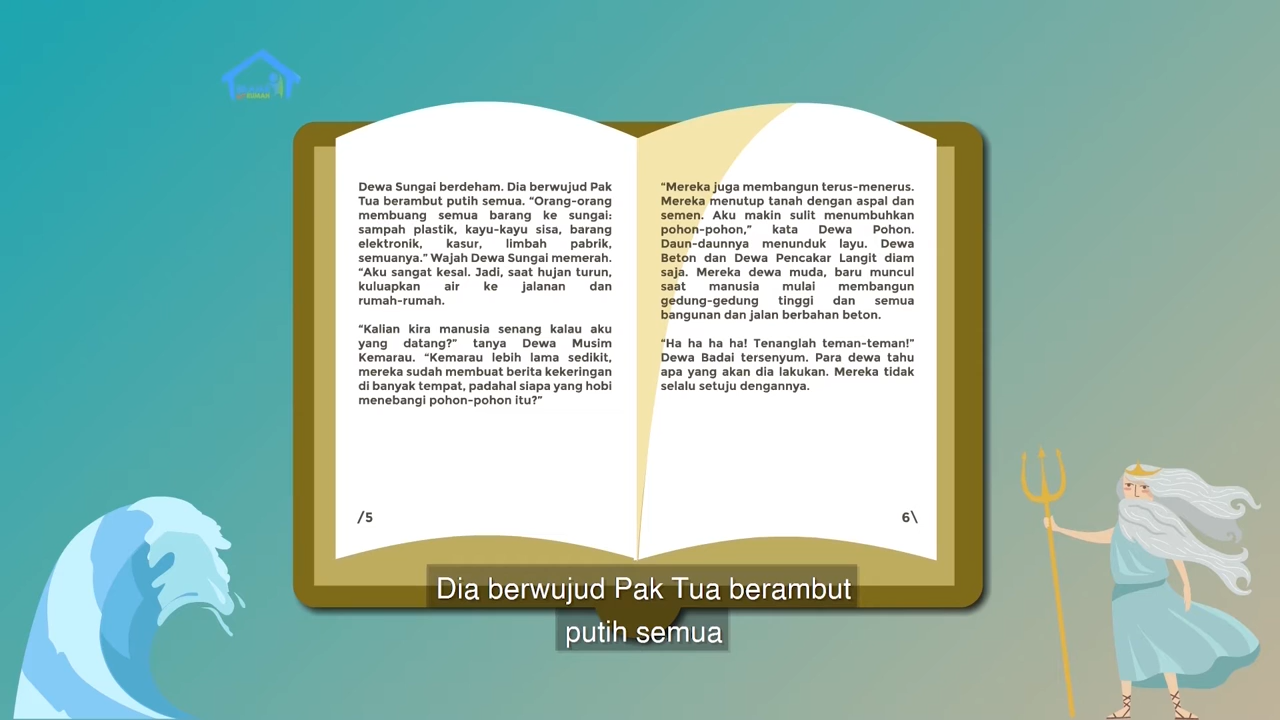 Dewa Sungai berdeham. Dia berwujud Pak
Tua berambut putih semua. “Orang-orang
membuang semua barang ke sungai:
sampah plastik, kayu-kayu sisa, barang
elektronik, kasur, limbah pabrik,
semuanya.” Wajah Dewa Sungai memerah.
“Aku sangat kesal. Jadi, saat hujan turun,
kuluapkan air ke jalanan dan
rumah-rumah.
“Kalian kira manusia senang kalau aku
yang datang?” tanya Dewa Musim
Kemarau. “Kemarau lebih lama sedikit,
mereka sudah membuat berita kekeringan
di banyak tempat, padahal siapa yang hobi
menebangi pohon-pohon itu?”
/5
“Mereka juga membangun terus-menerus.
Mereka menutup tanah dengan aspal dan
semen. Aku makin sulit menumbuhkan
pohon-pohon,” kata Dewa Pohon.
Daun-daunnya menunduk layu. Dewa
Beton dan Dewa Pencakar Langit diam
saja. Mereka dewa muda, baru muncul
saat manusia mulai membangun
gedung-gedung tinggi dan semua
bangunan dan jalan berbahan beton.
“Ha ha ha ha! Tenanglah teman-teman!”
Dewa Badai tersenyum. Para dewa tahu
apa yang akan dia lakukan. Mereka tidak
selalu setuju dengannya.
6\
Dia berwujud Pak Tua berambut
putih semua